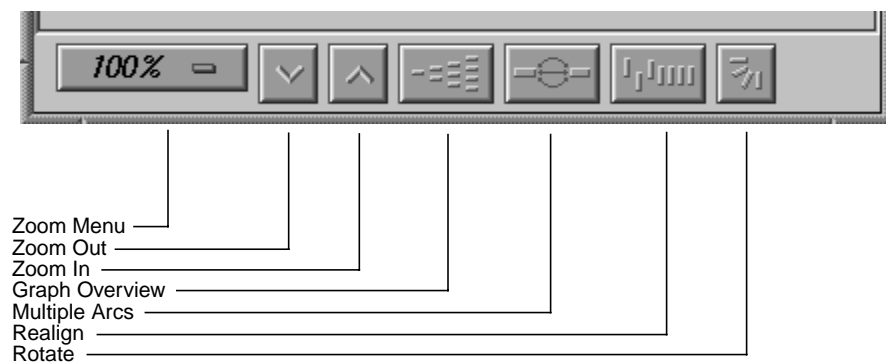 100%
Zoom Menu
Zoom Out
Zoom In
Graph Overview
Multiple Arcs
Realign
Rotate